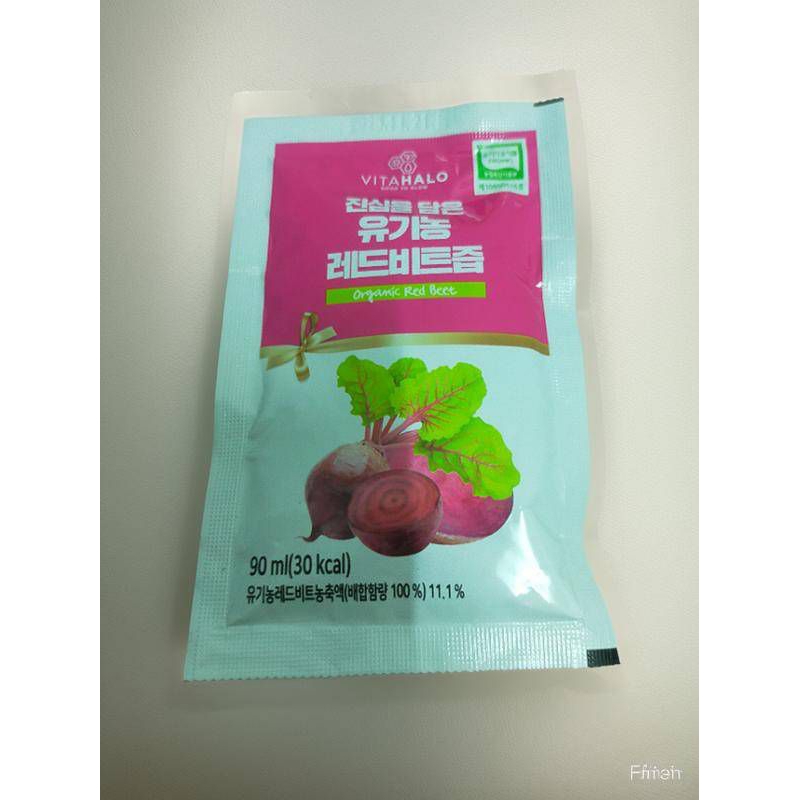 VITAHALO
진심을 담은
유기농
레드비트즙
Organic Red Beet
90 ml(30 kcal)
유기농레드비트농축액(배합함량 100%) 11.1%